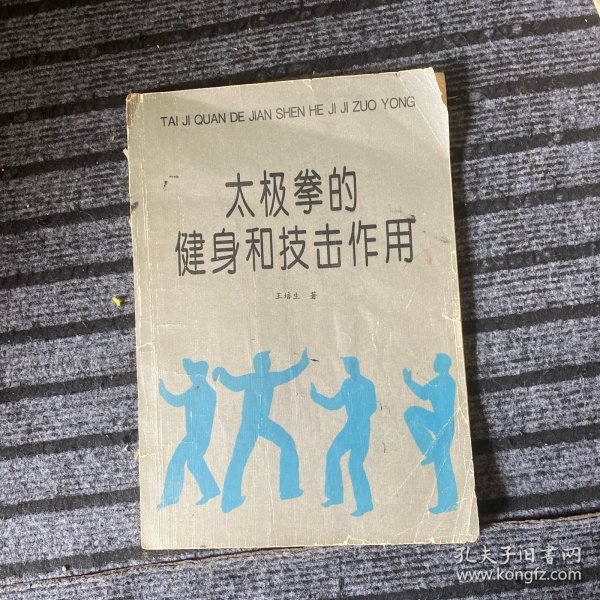 TAI JI QUAN DE JIAN SHEN HE JI JI ZUO YONG
太极拳的
健身和技击作用
王培生 著
孔夫子旧书网
www.kongfz.com